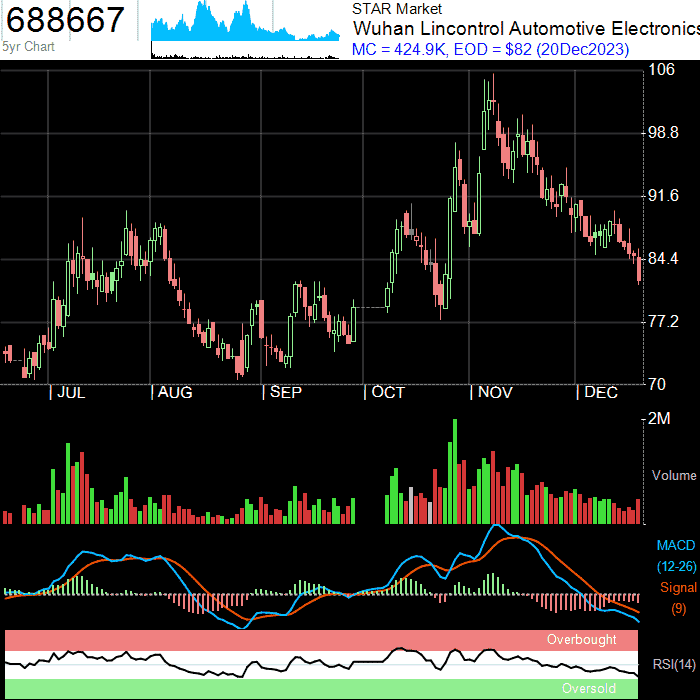 688667
5yr Chart
STAR Market
Wuhan Lincontrol Automotive Electronics
MC = 424.9K, EOD = $82 (20Dec2023)
106
98.8
91.6
84.4
77.2
70
| JUL | AUG | SEP | OCT | NOV | DEC
2M
Volume
MACD
(12-26)
Signal
(9)
Overbought
RSI(14)
Oversold